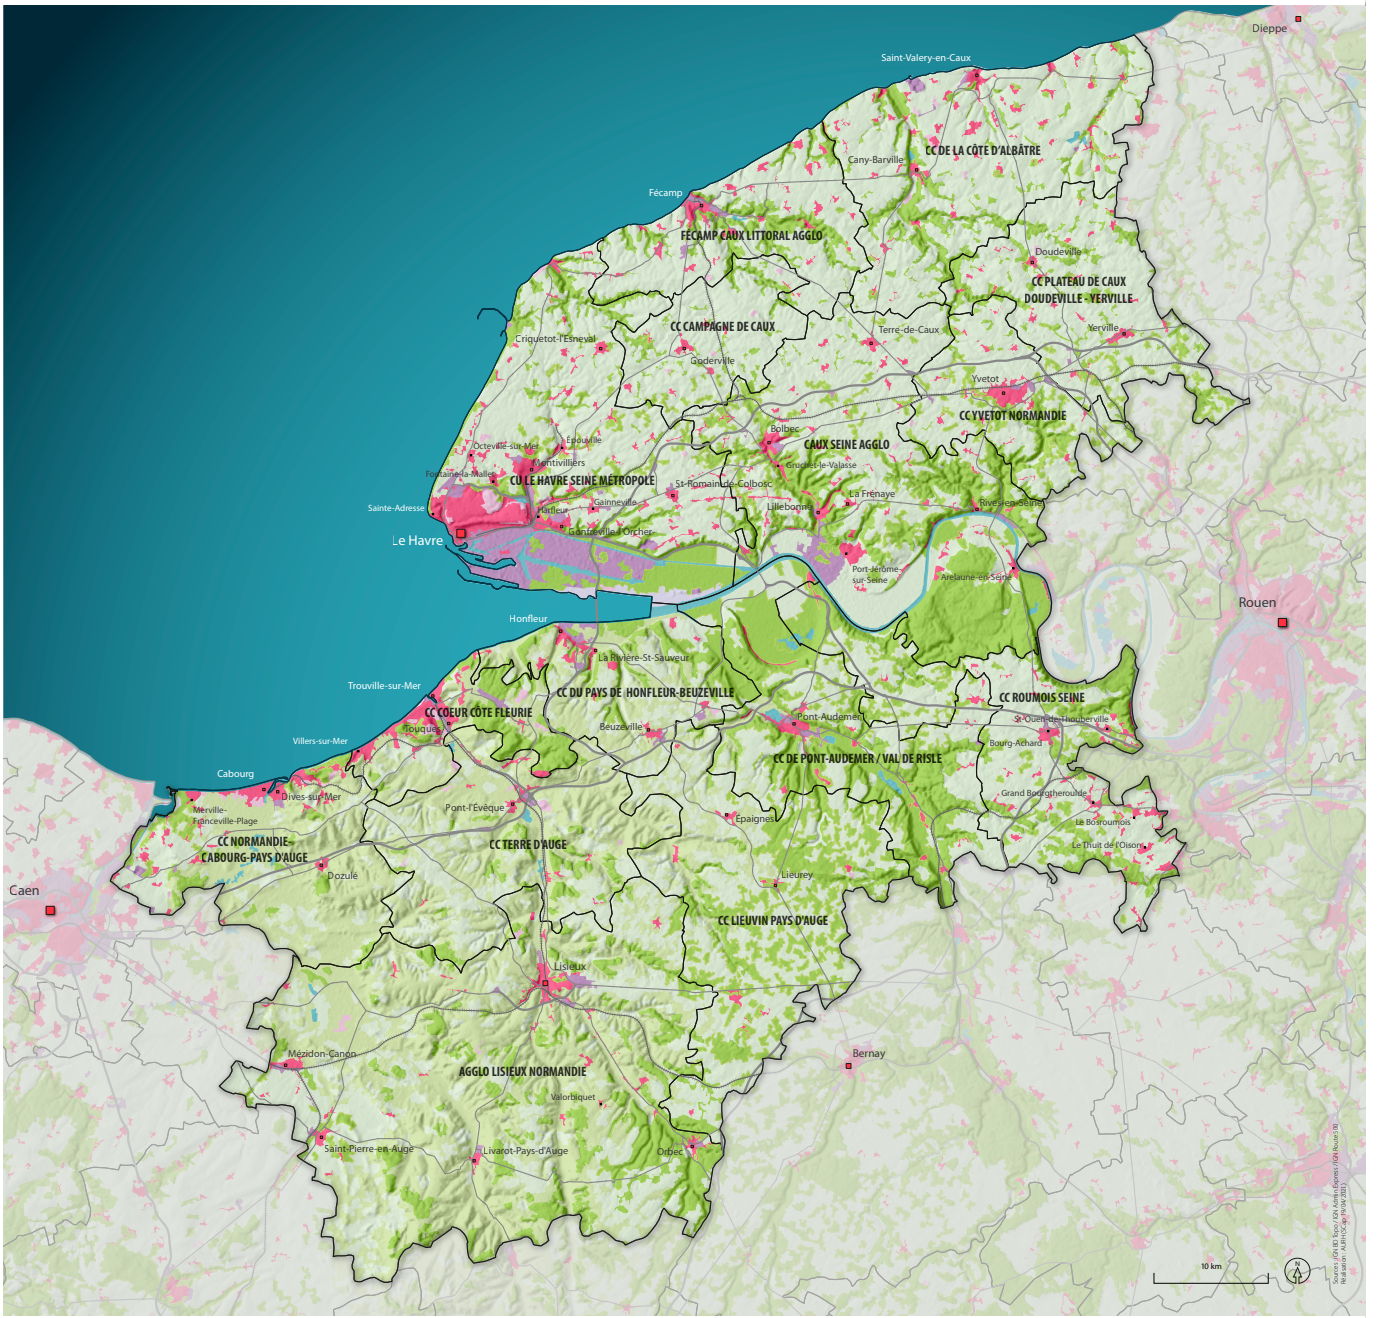 Dieppe
Saint-Valery-en-Caux
CC DE LA CÔTE D'ALBÂTRE
Cany-Barville
Fécamp
FÉCAMP CAUX LITTORAL AGGLO
Doudeville
CC PLATEAU DE CAUX
DOUDEVILLE - YERVILLE
CC CAMPAGNE DE CAUX
Terre-de-Caux
Yerville
Criquetot-l'Esneval
Goderville
Yvetot
CC YVETOT NORMANDIE
Bolbec
CAUX SEINE AGGLO
Octeville-sur-Mer
Epouville
Montivilliers
Gruchet-le-Valasse
Fontaine-la-Mallet
CU LE HAVRE SEINE MÉTROPOLE
St-Romain-de-Colbosc
La Frénaye
Sainte-Adresse
Harfleur
Gainneville
Lillebonne
Rives-en-Seine
Le Havre
Gonfreville-l'Orcher
Port-Jérôme-
sur-Seine
Arelaune-en-Seine
Rouen
Honfleur
La Rivière-St-Sauveur
Trouville-sur-Mer
CC DU PAYS DE HONFLEUR-BEUZEVILLE
CC ROUMOIS SEINE
CC COEUR CÔTE FLEURIE
Touques
Beuzeville
Pont-Audemer
St-Ouen-de-Thouberville
Bourg-Achard
Villers-sur-Mer
CC DE PONT-AUDEMER / VAL DE RISLE
Cabourg
Dives-sur-Mer
Grand Bourgtheroulde
Merville-
Franceville-Plage
Pont-l'Évêque
Epaignes
Le Bosroumois
CC NORMANDIE-
CABOURG-PAYS D'AUGE
CC TERRE D'AUGE
Le Thuit de l'Oison
Dozulé
Lieurey
Caen
CC LIEUVIN PAYS D'AUGE
Lisieux
Mézidon-Canon
Bernay
AGGLO LISIEUX NORMANDIE
Valorbiquet
Saint-Pierre-en-Auge
Livarot-Pays-d'Auge
Orbec
10 km
N